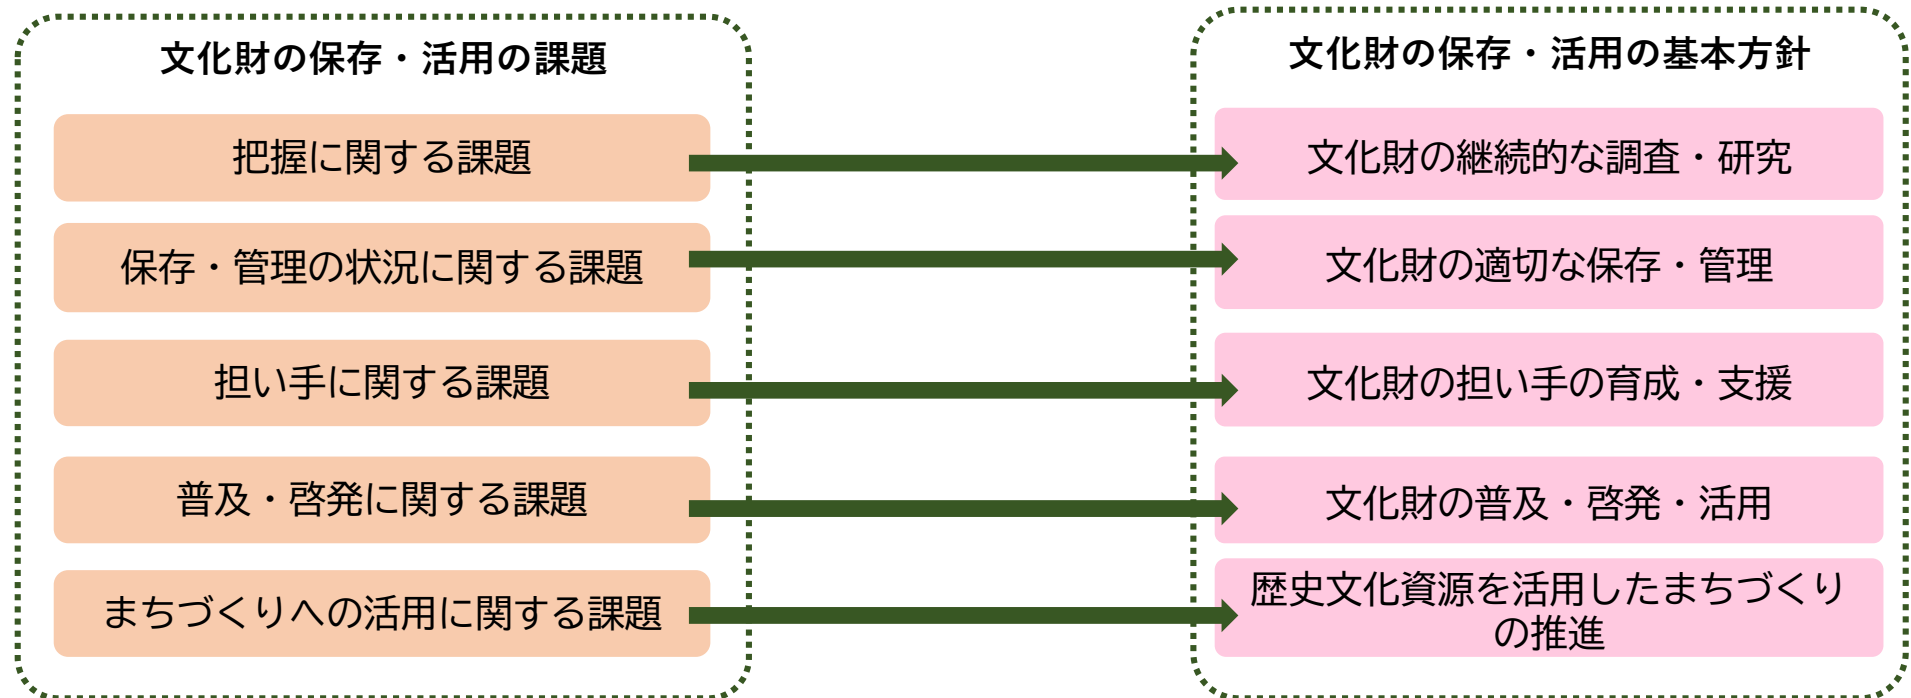 文化財の保存・活用の課題
把握に関する課題
保存・管理の状況に関する課題
担い手に関する課題
普及・啓発に関する課題
まちづくりへの活用に関する課題
文化財の保存・活用の基本方針
文化財の継続的な調査・研究
文化財の適切な保存・管理
文化財の担い手の育成・支援
文化財の普及・啓発・活用
歴史文化資源を活用したまちづくり
の推進